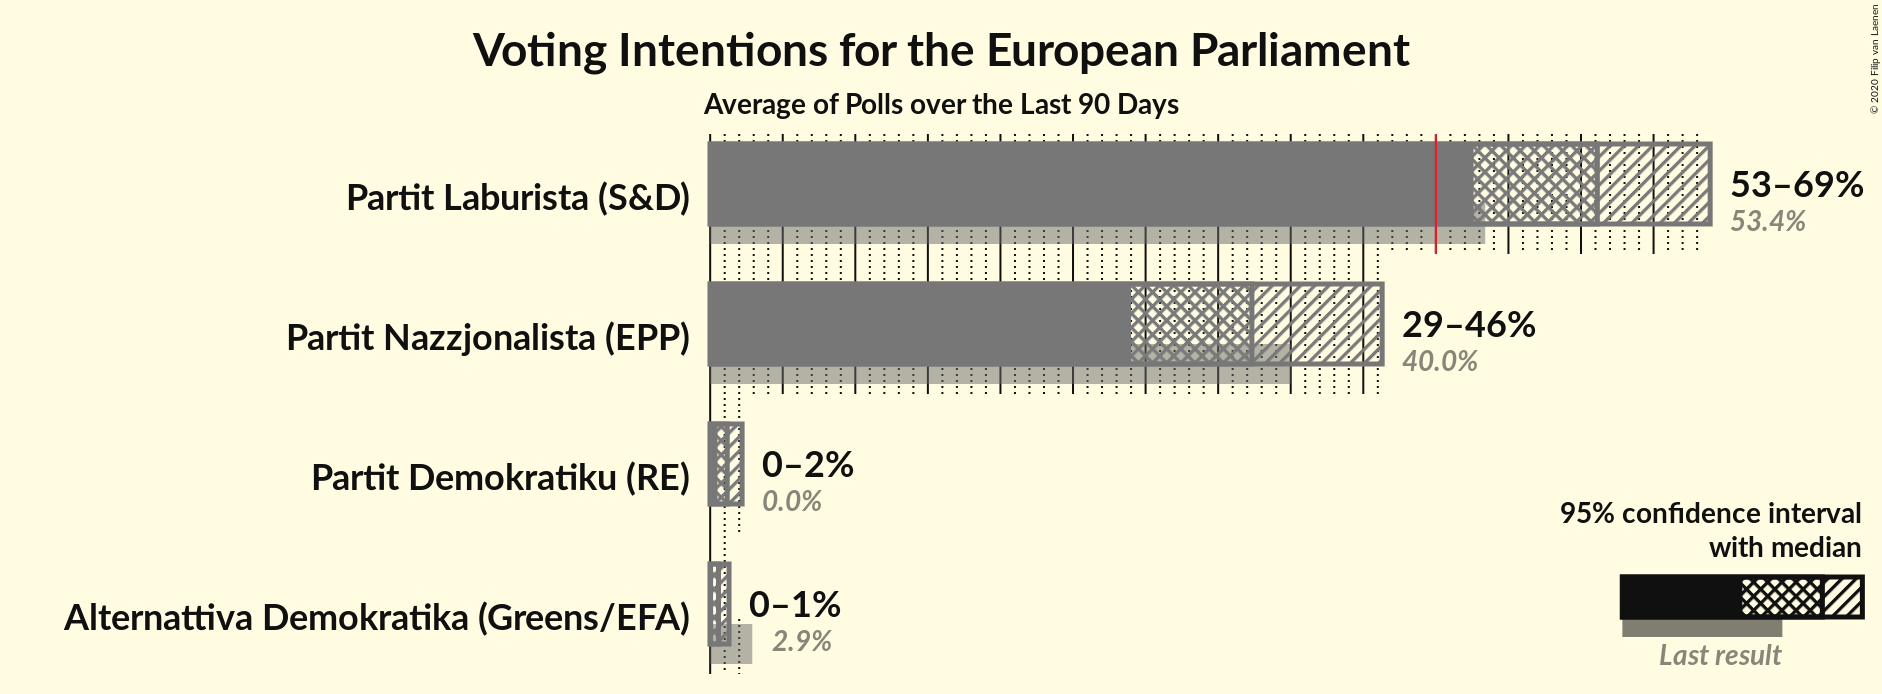 Voting Intentions for the European Parliament
Average of Polls over the Last 90 Days
Partit Laburista (S&D)
53–69%
53.4%
Partit Nazzjonalista (EPP)
29–46%
40.0%
Partit Demokratiku (RE)
0–2%
0.0%
Alternattiva Demokratika (Greens/EFA)
0–1%
2.9%
95% confidence interval
with median
Last result
© 2020 Filip van Laenen